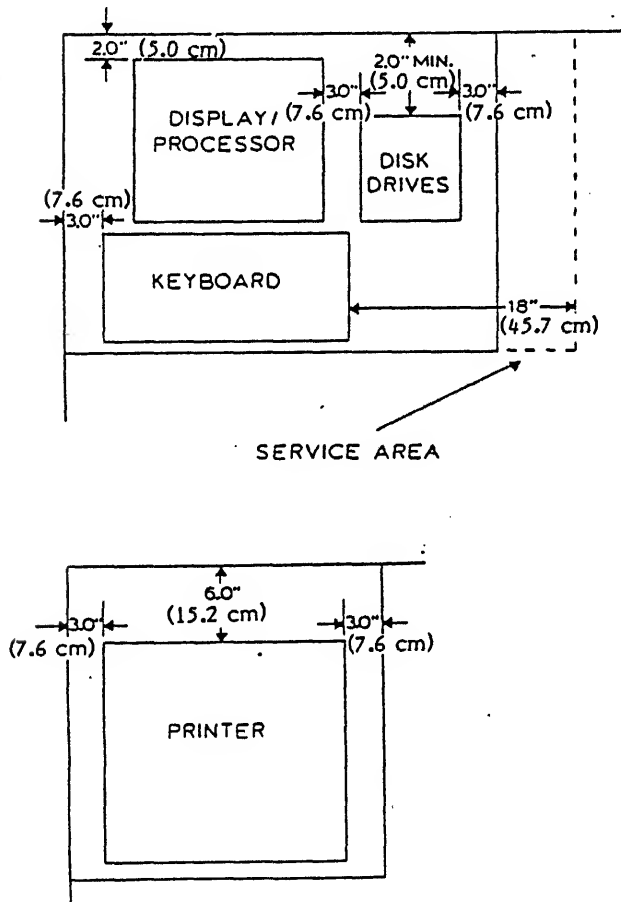 2.0" (5.0 cm)
2.0" MIN.
(5.0 cm)
3.0"
(7.6 cm)
3.0"
(7.6 cm)
DISPLAY/
PROCESSOR
DISK
DRIVES
(7.6 cm)
3.0"
KEYBOARD
18"
(45.7 cm)
SERVICE AREA
6.0"
(15.2 cm)
3.0"
(7.6 cm)
3.0"
(7.6 cm)
PRINTER